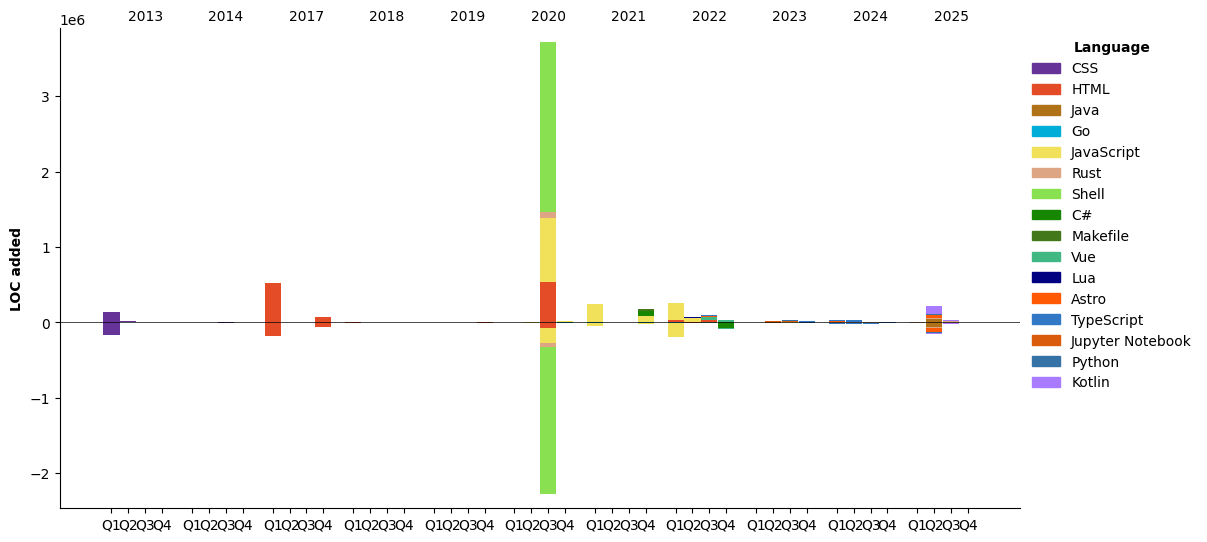 2013 2014 2017 2018 2019 2020 2021 2022 2023 2024 2025
1e6
LOC added
3
2
1
0
−1
−2
Q1Q2Q3Q4 Q1Q2Q3Q4 Q1Q2Q3Q4 Q1Q2Q3Q4 Q1Q2Q3Q4 Q1Q2Q3Q4 Q1Q2Q3Q4 Q1Q2Q3Q4 Q1Q2Q3Q4 Q1Q2Q3Q4 Q1Q2Q3Q4
Language
CSS
HTML
Java
Go
JavaScript
Rust
Shell
C#
Makefile
Vue
Lua
Astro
TypeScript
Jupyter Notebook
Python
Kotlin